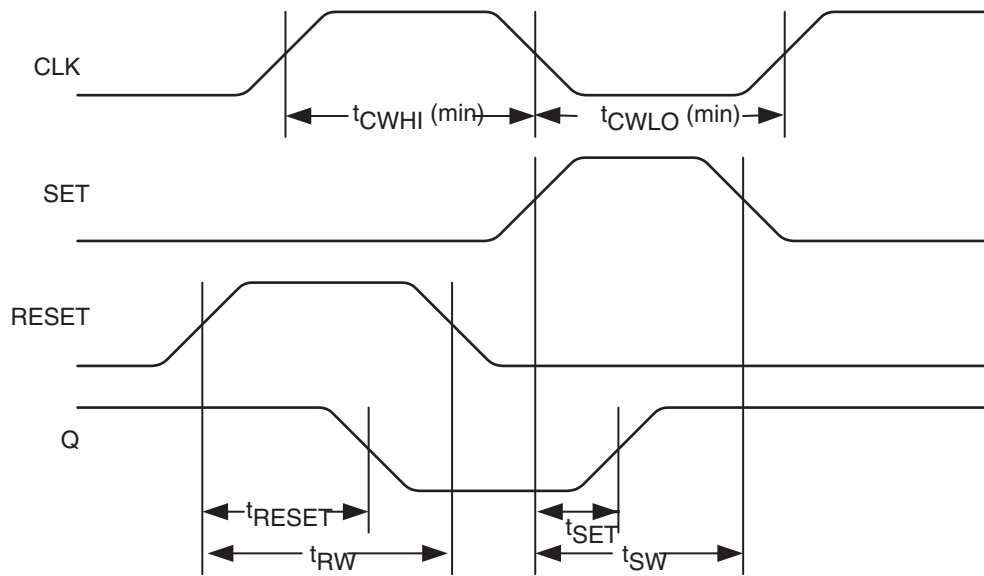 CLK
tCWHI (min)
tCWLO (min)
SET
RESET
Q
tRESET
tSET
tRW
tSW